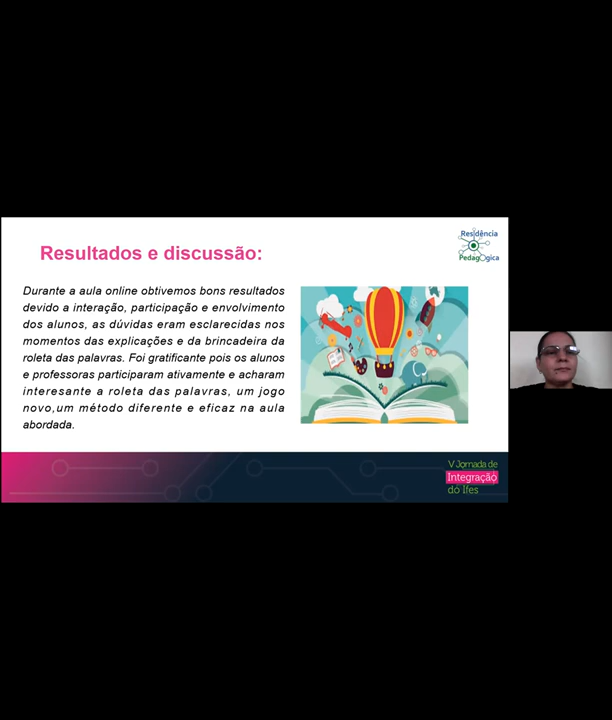 Resultados e discussão:
Residência
Pedagógica
Durante a aula online obtivemos bons resultados
devido a interação, participação e envolvimento
dos alunos, as dúvidas eram esclarecidas nos
momentos das explicações e da brincadeira da
roleta das palavras. Foi gratificante pois os alunos
e professoras participaram ativamente e acharam
interesante a roleta das palavras, um jogo
novo,um método diferente e eficaz na aula
abordada.
V Jornada de
Integração
do Ifes